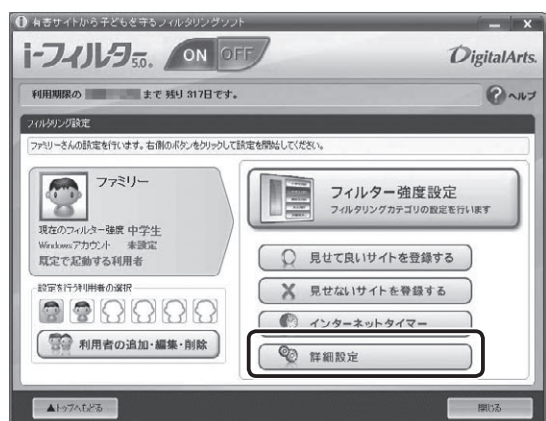 有害サイトから子どもを守るフィルタリングソフト
i-フィルター5.0. ON OFF
DigitalArts.
利用期限の まで 残り 317日です。
ヘルプ
フィルタリング設定
ファミリーさんの設定を行います。右側のボタンをクリックして設定を開始してください。
ファミリー
現在のフィルター強度 中学生
Windowsアカウント 未設定
既定で起動する利用者
設定を行う利用者の選択
利用者の追加・編集・削除
フィルター強度設定
フィルタリングカテゴリの設定を行います
見せて良いサイトを登録する
見せないサイトを登録する
インターネットタイマー
詳細設定
▲トップへもどる
閉じる